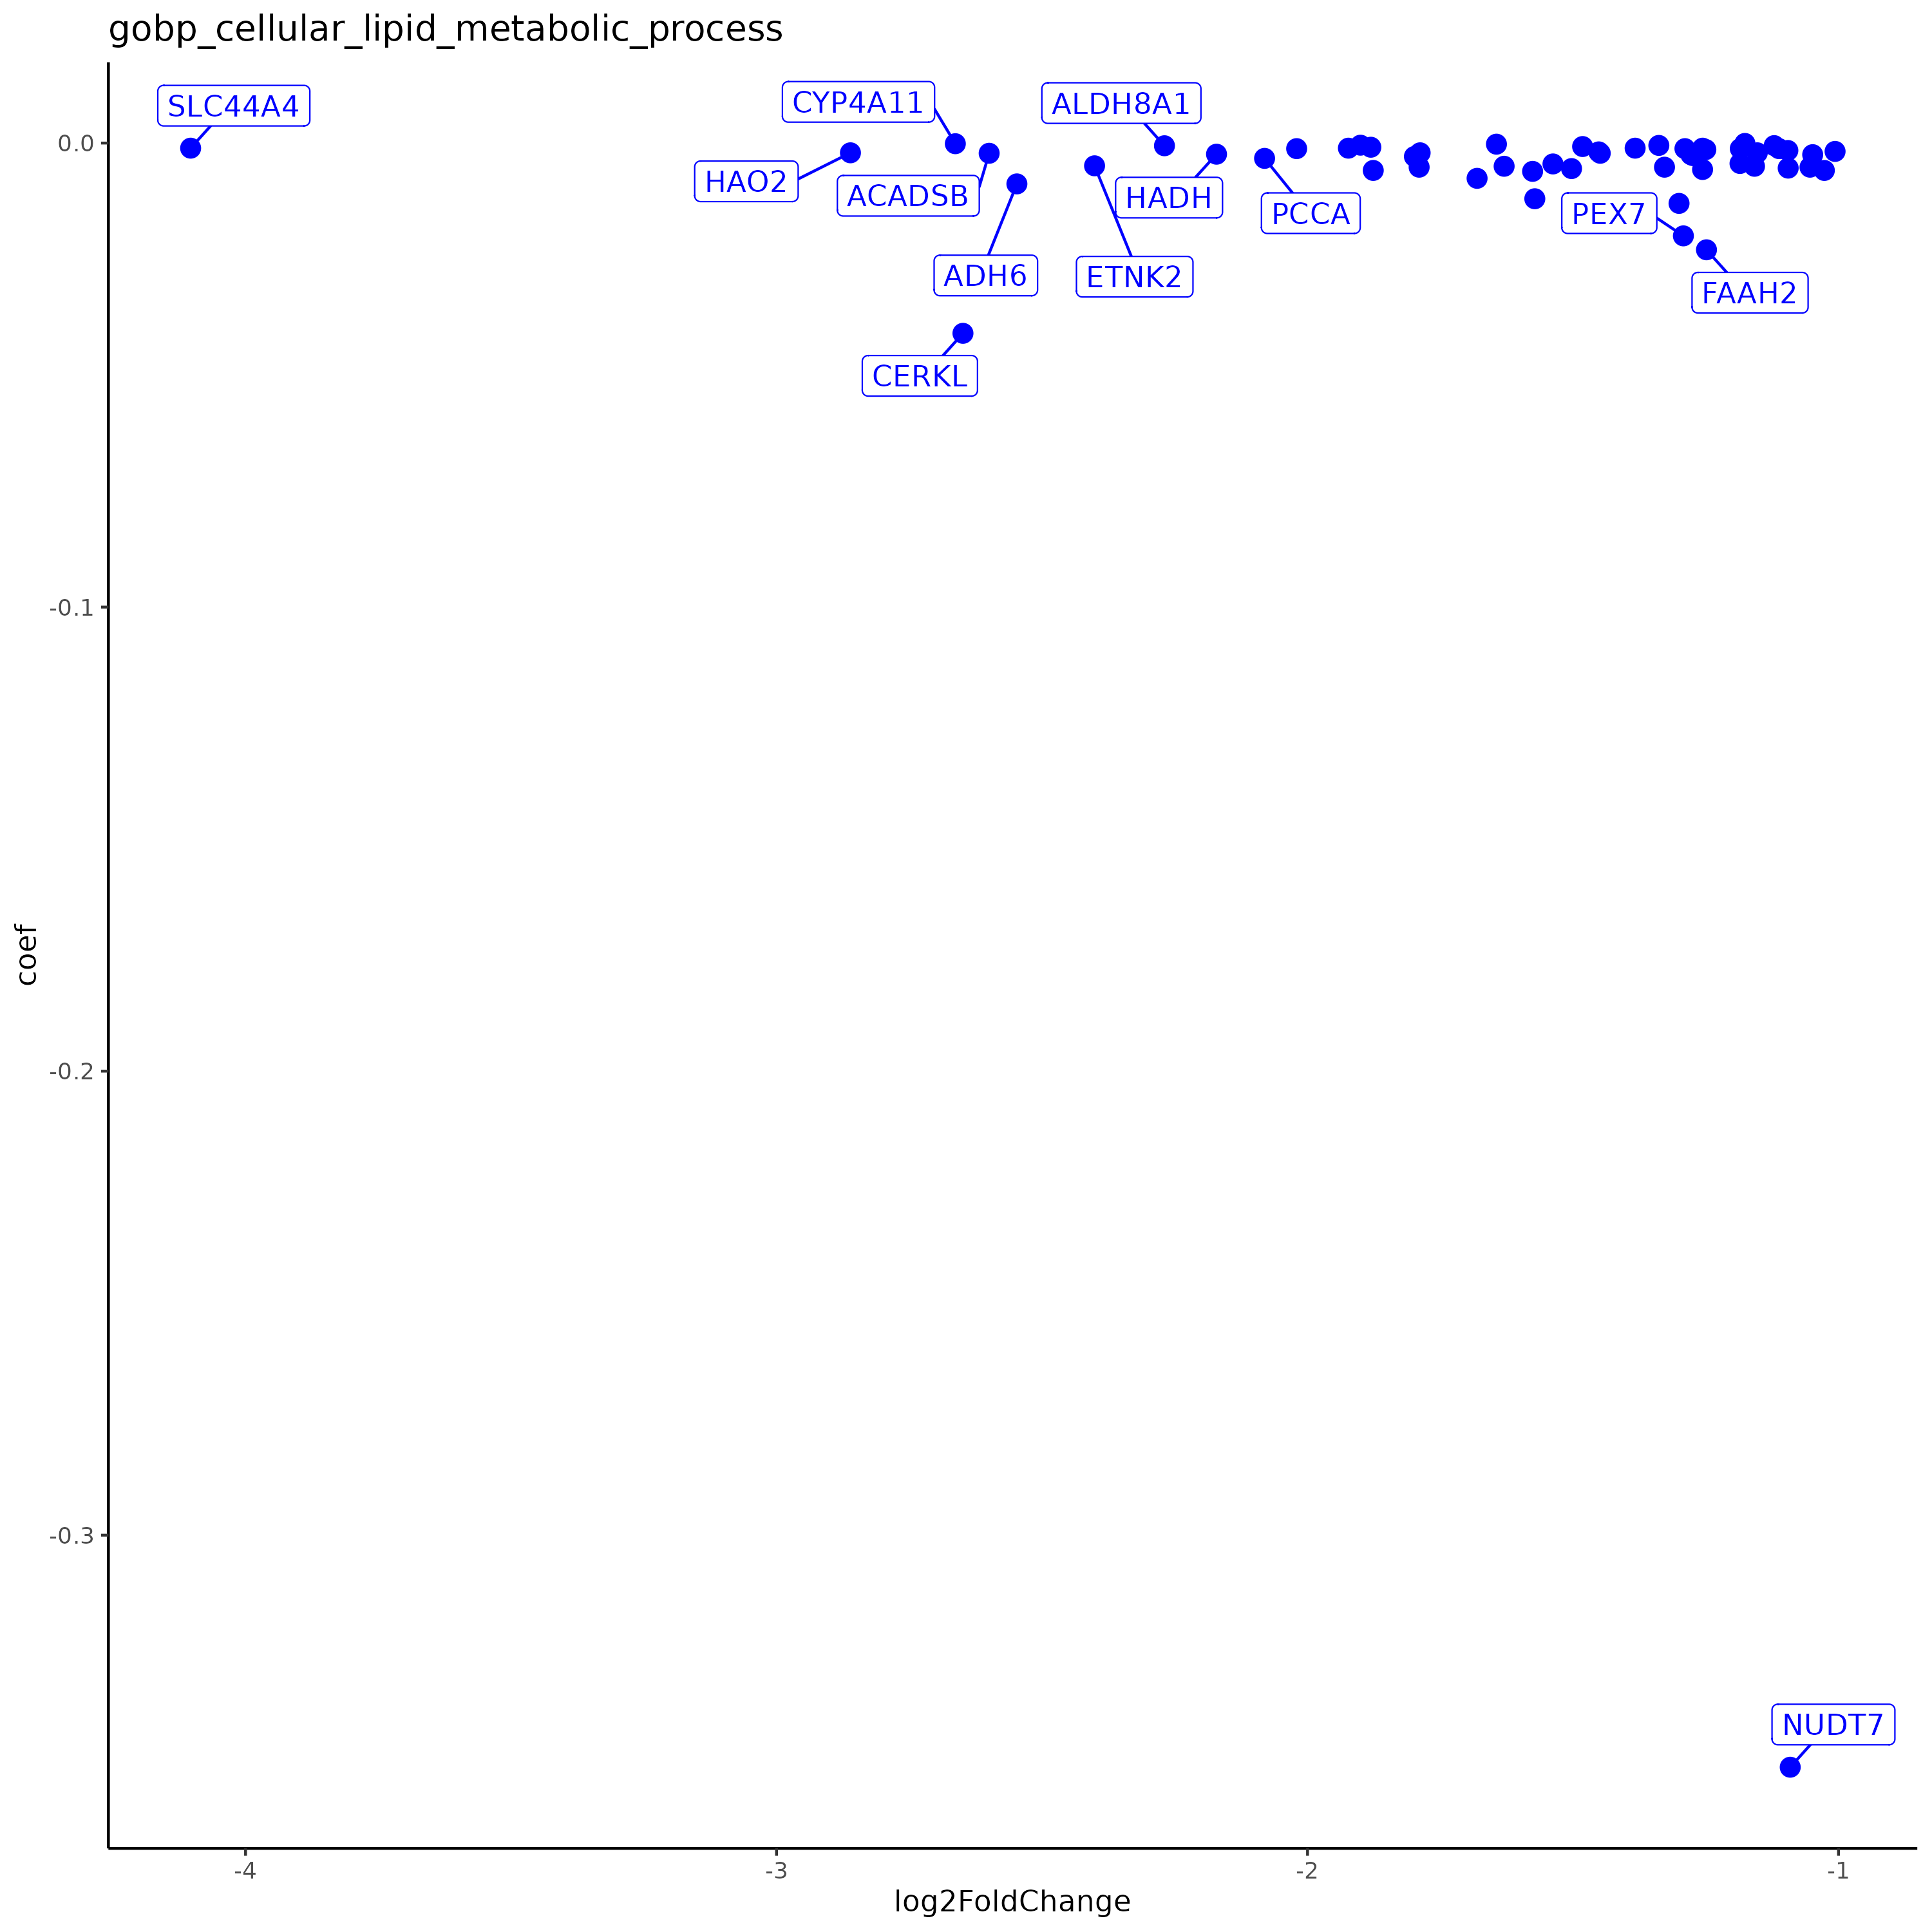 gobp_cellular_lipid_metabolic_process
SLC44A4
CYP4A11
ALDH8A1
0.0
HAO2
ACADSB
HADH
PCCA
PEX7
ADH6
ETNK2
FAAH2
CERKL
-0.1
coef
-0.2
-0.3
NUDT7
-4
-3
-2
-1
log2FoldChange